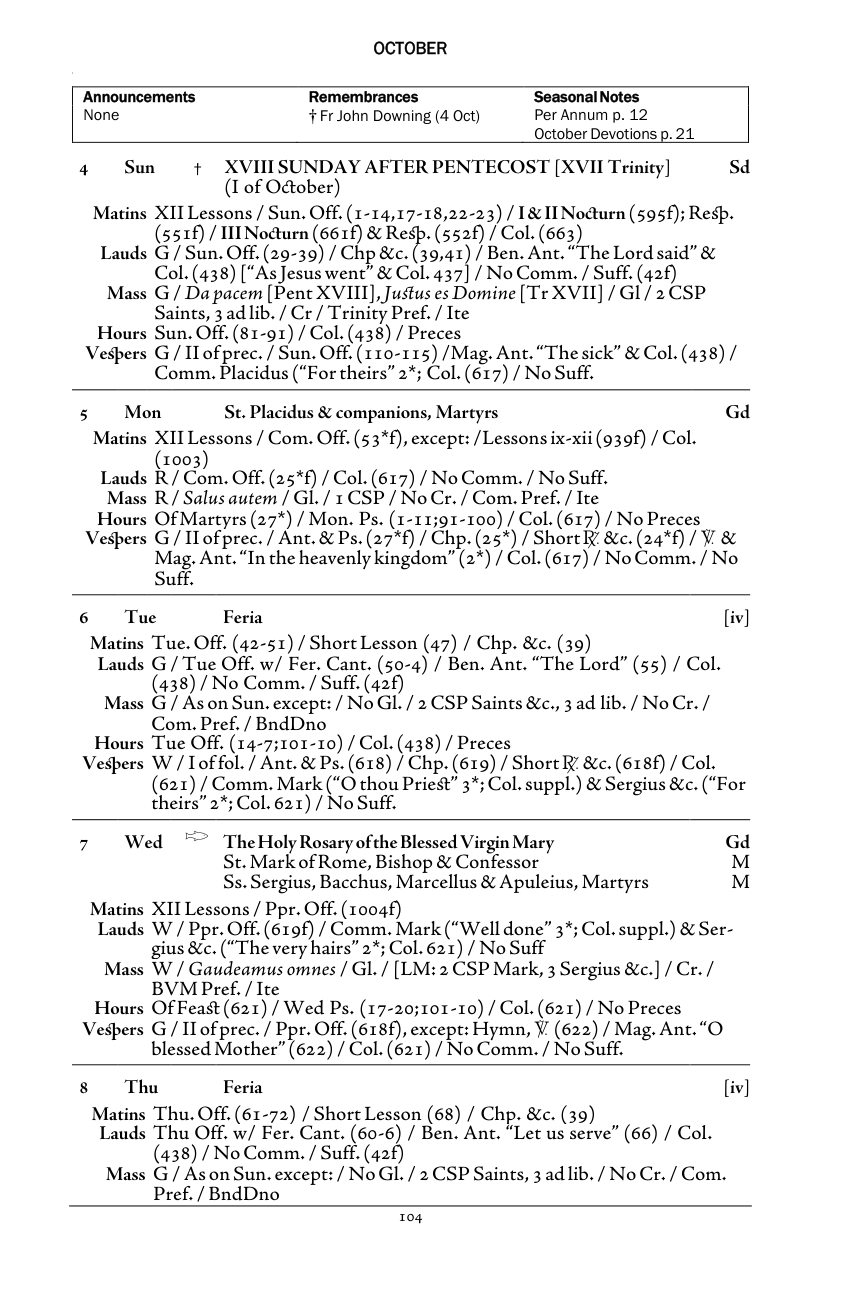 OCTOBER
Announcements Remembrances Seasonal Notes
None † Fr John Downing (4 Oct) Per Annum p. 12
October Devotions p. 21
4 Sun † XVIII SUNDAY AFTER PENTECOST [XVII Trinity] Sd
(I of October)
Matins XII Lessons / Sun. Off. (1-14,17-18,22-23) / I & II Nocturn (595f); Resp.
(551f) / III Nocturn (661f) & Resp. (552f) / Col. (663)
Lauds G / Sun. Off. (29-39) / Chp &c. (39,41) / Ben. Ant. “The Lord said” &
Col. (438) [“As Jesus went” & Col. 437] / No Comm. / Suff. (42f)
Mass G / Da pacem [Pent XVIII], Justus es Domine [Tr XVII] / Gl / 2 CSP
Saints, 3 ad lib. / Cr / Trinity Pref. / Ite
Hours Sun. Off. (81-91) / Col. (438) / Preces
Vespers G / II of prec. / Sun. Off. (110-115) /Mag. Ant. “The sick” & Col. (438) /
Comm. Placidus (“For theirs” 2*; Col. (617) / No Suff.
5 Mon St. Placidus & companions, Martyrs Gd
Matins XII Lessons / Com. Off. (53*f), except: /Lessons ix-xii (939f) / Col.
(1003)
Lauds R / Com. Off. (25*f) / Col. (617) / No Comm. / No Suff.
Mass R / Salus autem / Gl. / 1 CSP / No Cr. / Com. Pref. / Ite
Hours Of Martyrs (27*) / Mon. Ps. (1-11;91-100) / Col. (617) / No Preces
Vespers G / II of prec. / Ant. & Ps. (27*f) / Chp. (25*) / Short ℟ &c. (24*f) / ℣ &
Mag. Ant. “In the heavenly kingdom” (2*) / Col. (617) / No Comm. / No
Suff.
6 Tue Feria [iv]
Matins Tue. Off. (42-51) / Short Lesson (47) / Chp. &c. (39)
Lauds G / Tue Off. w/ Fer. Cant. (50-4) / Ben. Ant. “The Lord” (55) / Col.
(438) / No Comm. / Suff. (42f)
Mass G / As on Sun. except: / No Gl. / 2 CSP Saints &c., 3 ad lib. / No Cr. /
Com. Pref. / BndDno
Hours Tue Off. (14-7;101-10) / Col. (438) / Preces
Vespers W / I of fol. / Ant. & Ps. (618) / Chp. (619) / Short ℟ &c. (618f) / Col.
(621) / Comm. Mark (“O thou Priest” 3*; Col. suppl.) & Sergius &c. (“For
theirs” 2*; Col. 621) / No Suff.
7 Wed The Holy Rosary of the Blessed Virgin Mary Gd
St. Mark of Rome, Bishop & Confessor M
Ss. Sergius, Bacchus, Marcellus & Apuleius, Martyrs M
Matins XII Lessons / Ppr. Off. (1004f)
Lauds W / Ppr. Off. (619f) / Comm. Mark (“Well done” 3*; Col. suppl.) & Ser-
gius &c. (“The very hairs” 2*; Col. 621) / No Suff
Mass W / Gaudeamus omnes / Gl. / [LM: 2 CSP Mark, 3 Sergius &c.] / Cr. /
BVM Pref. / Ite
Hours Of Feast (621) / Wed Ps. (17-20;101-10) / Col. (621) / No Preces
Vespers G / II of prec. / Ppr. Off. (618f), except: Hymn, ℣ (622) / Mag. Ant. “O
blessed Mother” (622) / Col. (621) / No Comm. / No Suff.
8 Thu Feria [iv]
Matins Thu. Off. (61-72) / Short Lesson (68) / Chp. &c. (39)
Lauds Thu Off. w/ Fer. Cant. (60-6) / Ben. Ant. “Let us serve” (66) / Col.
(438) / No Comm. / Suff. (42f)
Mass G / As on Sun. except: / No Gl. / 2 CSP Saints, 3 ad lib. / No Cr. / Com.
Pref. / BndDno
104